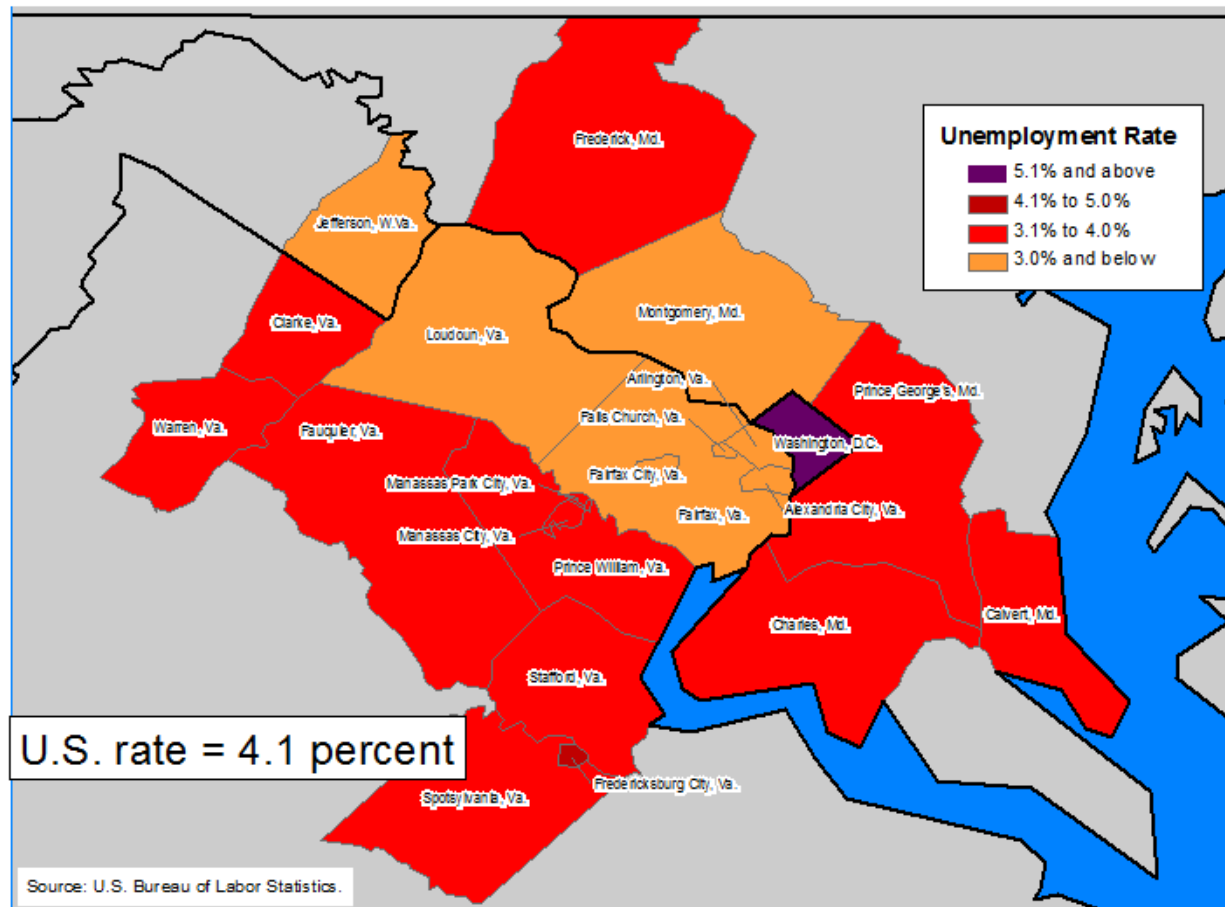 Frederick, Md.
Unemployment Rate
5.1% and above
4.1% to 5.0%
3.1% to 4.0%
3.0% and below
Jefferson, W.Va.
Clarke, Va.
Loudoun, Va.
Montgomery, Md.
Arlington, Va.
Prince George's, Md.
Falls Church, Va.
Warren, Va.
Fauquier, Va.
Washington, D.C.
Fairfax City, Va.
Manassas Park City, Va.
Alexandria City, Va.
Fairfax, Va.
Manassas City, Va.
Prince William, Va.
Calvert, Md.
Charles, Md.
Stafford, Va.
U.S. rate = 4.1 percent
Fredericksburg City, Va.
Spotsylvania, Va.
Source: U.S. Bureau of Labor Statistics.